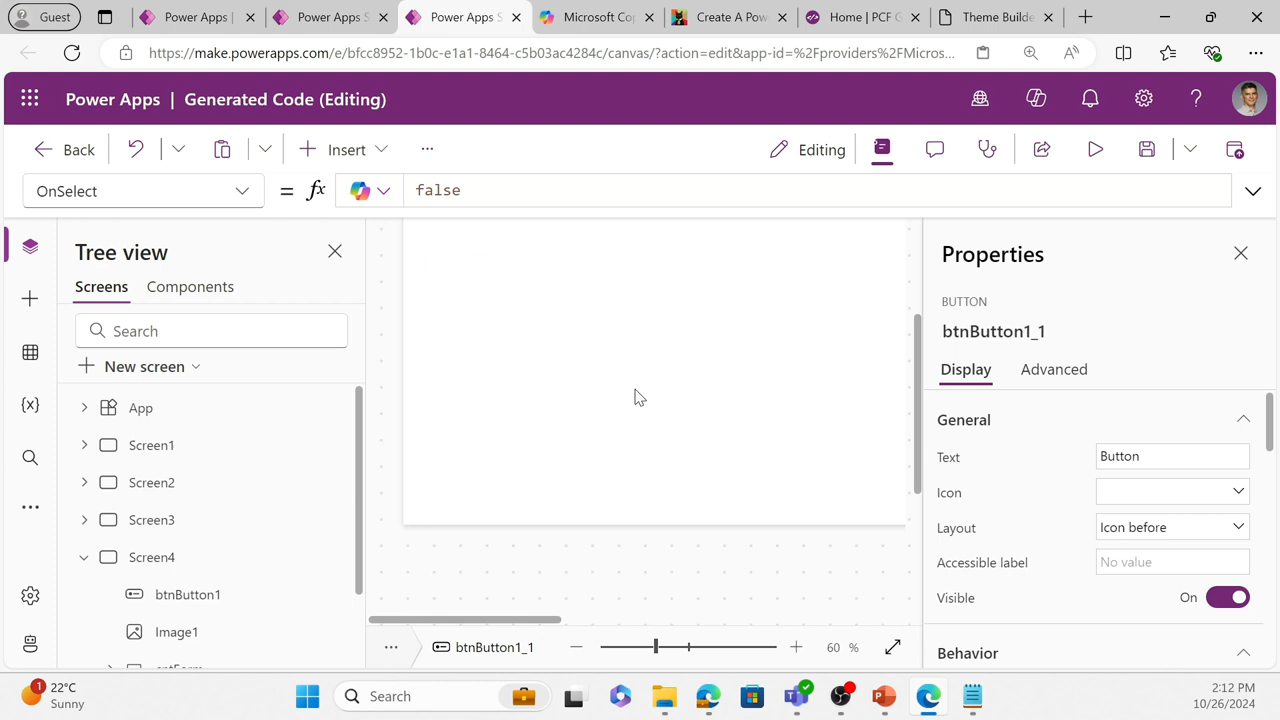 Guest
Power Apps |
Power Apps S
Power Apps S
Microsoft Co
Create A Pow
Home | PCF G
Theme Builde
https://make.powerapps.com/e/bfcc8952-1b0c-e1a1-8464-c5b03ac4284c/canvas/?action=edit&app-id=%2Fproviders%2FMicros...
Power Apps | Generated Code (Editing)
Back
Insert
Editing
OnSelect
= fx
false
Tree view
Screens
Components
Search
New screen
App
Screen1
Screen2
Screen3
Screen4
btnButton1
Image1
Properties
BUTTON
btnButton1_1
Display
Advanced
General
Text
Button
Icon
Layout
Icon before
Accessible label
No value
Visible
On
Behavior
btnButton1_1
60 %
1
22°C
Sunny
Search
2:12 PM
10/26/2024